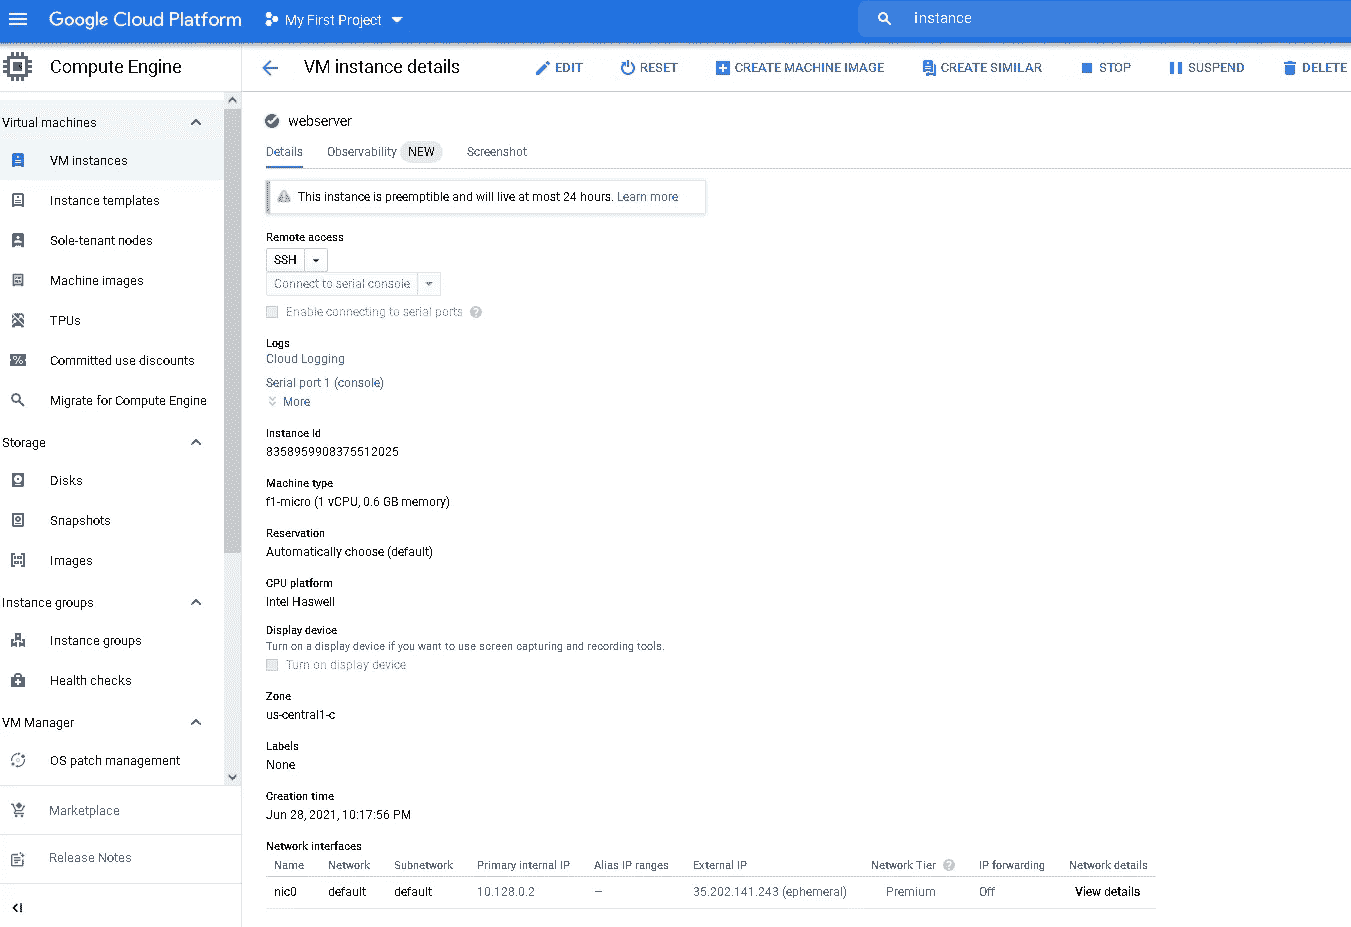 Google Cloud Platform My First Project instance
Compute Engine VM instance details EDIT RESET CREATE MACHINE IMAGE CREATE SIMILAR STOP SUSPEND DELETE
Virtual machines
VM instances
Instance templates
Sole-tenant nodes
Machine images
TPUs
Committed use discounts
Migrate for Compute Engine
Storage
Disks
Snapshots
Images
Instance groups
Instance groups
Health checks
VM Manager
OS patch management
Marketplace
Release Notes
webserver
Details Observability NEW Screenshot
This instance is preemptible and will live at most 24 hours. Learn more
Remote access
SSH
Connect to serial console
Enable connecting to serial ports
Logs
Cloud Logging
Serial port 1 (console)
More
Instance Id
8358959908375512025
Machine type
f1-micro (1 vCPU, 0.6 GB memory)
Reservation
Automatically choose (default)
CPU platform
Intel Haswell
Display device
Turn on a display device if you want to use screen capturing and recording tools.
Turn on display device
Zone
us-central1-c
Labels
None
Creation time
Jun 28, 2021, 10:17:56 PM
Network interfaces
Name Network Subnetwork Primary internal IP Alias IP ranges External IP Network Tier IP forwarding Network details
nic0 default default 10.128.0.2 — 35.202.141.243 (ephemeral) Premium Off View details